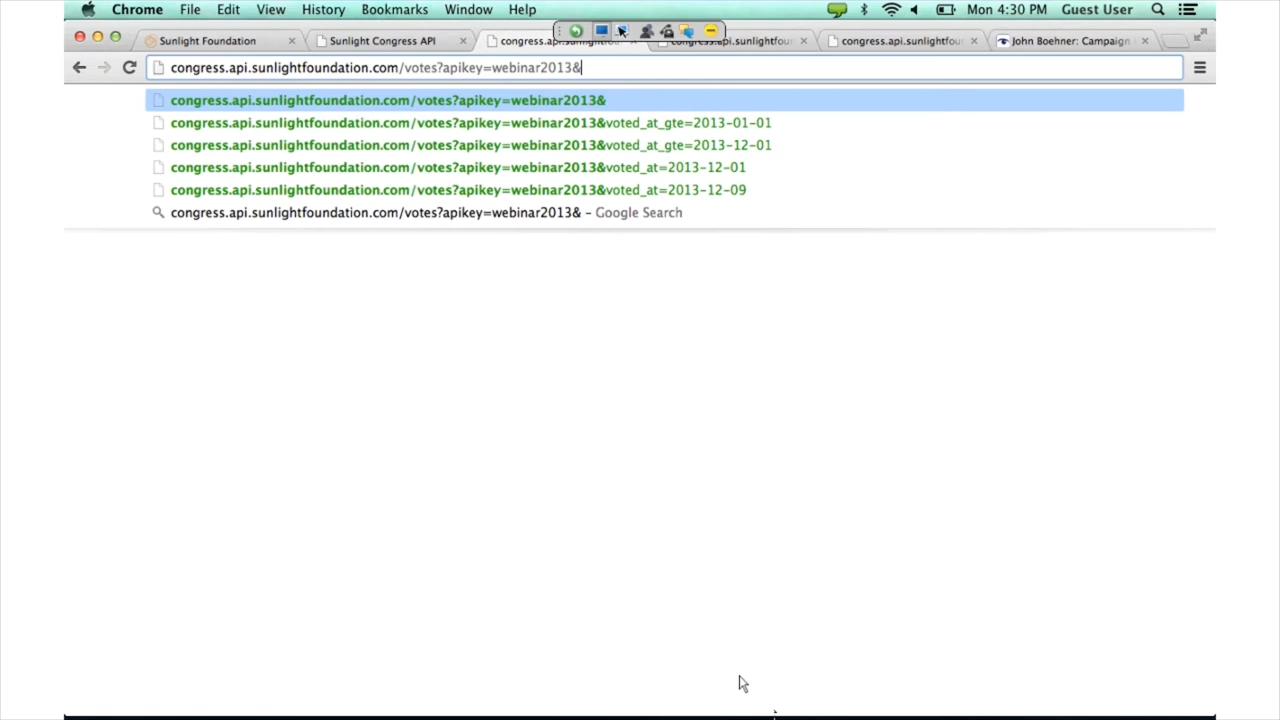 Chrome File Edit View History Bookmarks Window Help Mon 4:30 PM Guest User
Sunlight Foundation Sunlight Congress API congress.api.sunlightfou congress.api.sunlightfour John Boehner: Campaign
congress.api.sunlightfoundation.com/votes?apikey=webinar2013&
congress.api.sunlightfoundation.com/votes?apikey=webinar2013&
congress.api.sunlightfoundation.com/votes?apikey=webinar2013&voted_at_gte=2013-01-01
congress.api.sunlightfoundation.com/votes?apikey=webinar2013&voted_at_gte=2013-12-01
congress.api.sunlightfoundation.com/votes?apikey=webinar2013&voted_at=2013-12-01
congress.api.sunlightfoundation.com/votes?apikey=webinar2013&voted_at=2013-12-09
congress.api.sunlightfoundation.com/votes?apikey=webinar2013& – Google Search